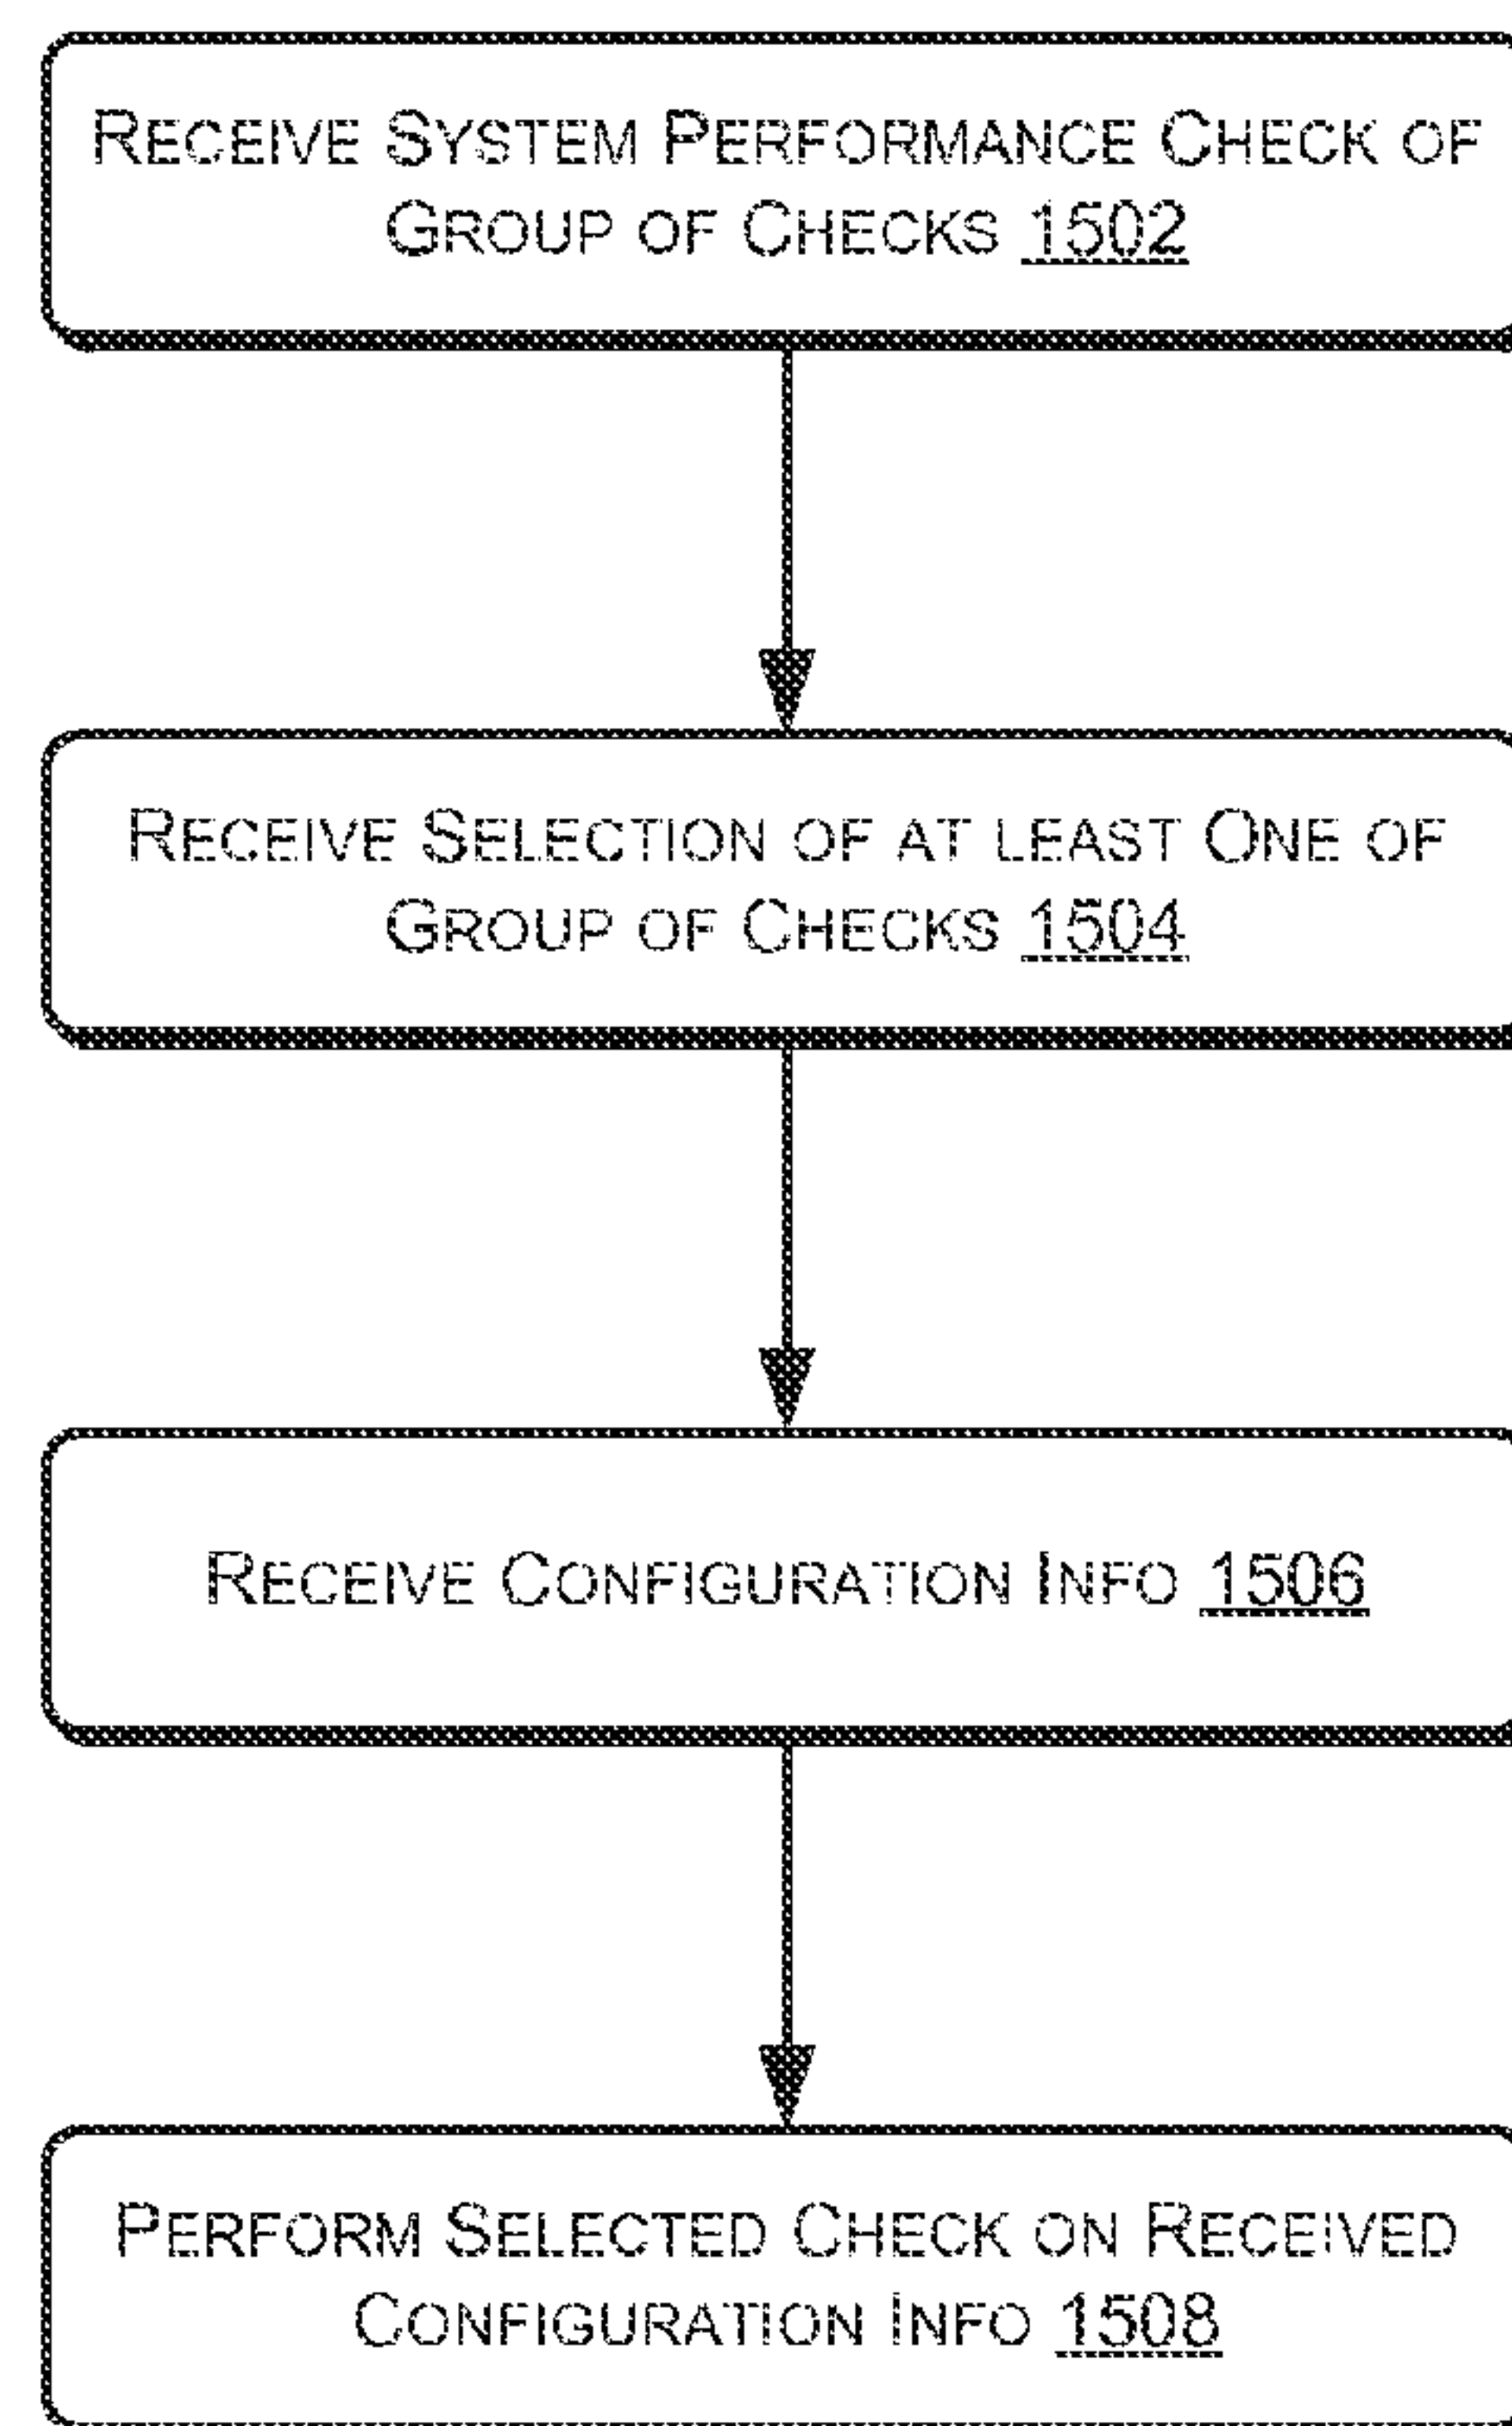 RECEIVE SYSTEM PERFORMANCE CHECK OF
GROUP OF CHECKS 1502
RECEIVE SELECTION OF AT LEAST ONE OF
GROUP OF CHECKS 1504
RECEIVE CONFIGURATION INFO 1506
PERFORM SELECTED CHECK ON RECEIVED
CONFIGURATION INFO 1508